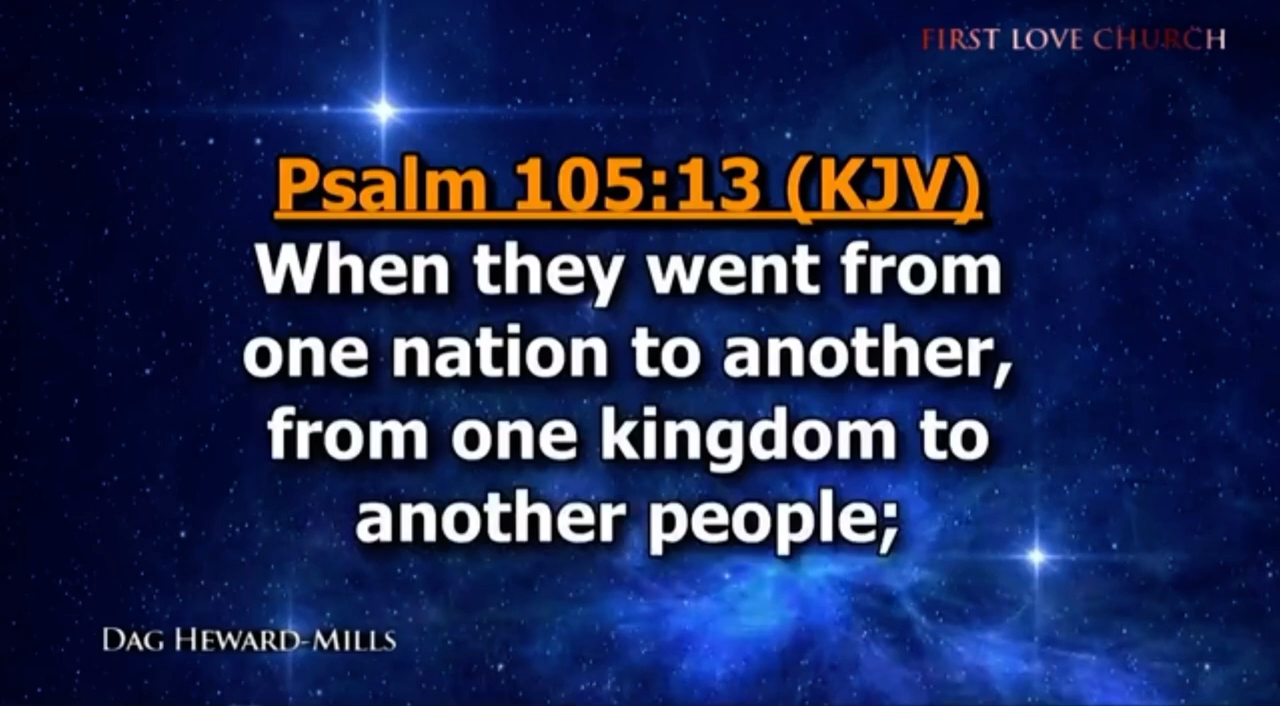 FIRST LOVE CHURCH
Psalm 105:13 (KJV)
When they went from
one nation to another,
from one kingdom to
another people;
DAG HEWARD-MILLS